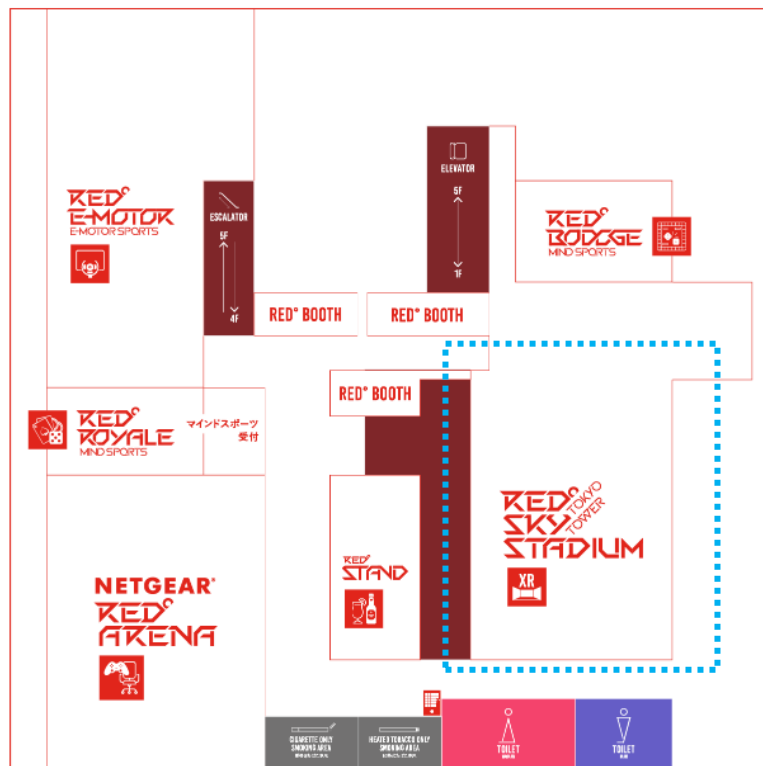 RED°
E-MOTOR
E-MOTOR SPORTS
ESCALATOR
5F
4F
ELEVATOR
5F
1F
RED°
BODOGE
MIND SPORTS
RED° BOOTH
RED° BOOTH
RED° BOOTH
RED°
ROYALE
MIND SPORTS
マインドスポーツ
受付
RED°
SKY
STADIUM
TOKYO
TOWER
XR
RED°
STAND
NETGEAR®
RED°
ARENA
CIGARETTE ONLY
SMOKING AREA
HEATED TOBACCO ONLY
SMOKING AREA
TOILET
TOILET